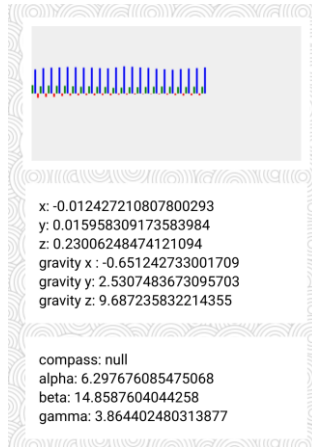 x: -0.012427210807800293
y: 0.015958309173583984
z: 0.23006248474121094
gravity x : -0.651242733001709
gravity y: 2.5307483673095703
gravity z: 9.687235832214355
compass: null
alpha: 6.297676085475068
beta: 14.8587604044258
gamma: 3.864402480313877